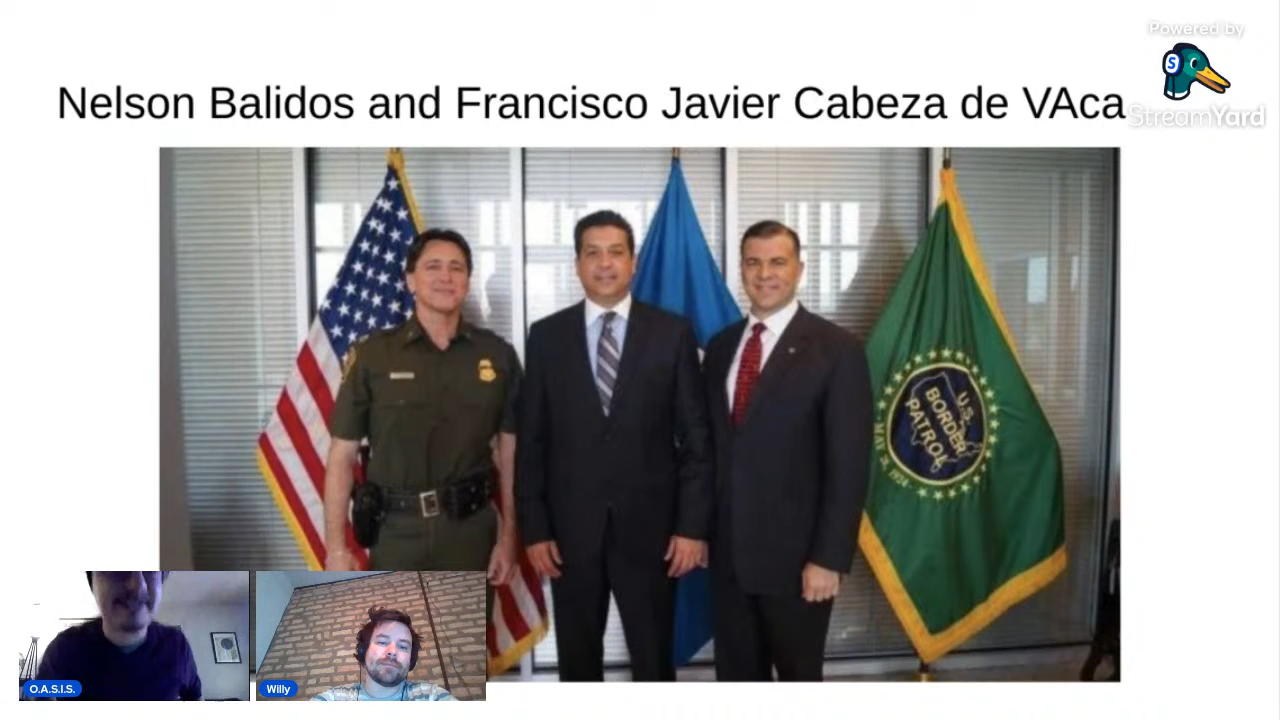 Powered by
S
StreamYard
Nelson Balidos and Francisco Javier Cabeza de VAca
U.S.
BORDER
PATROL
O.A.S.I.S.
Willy